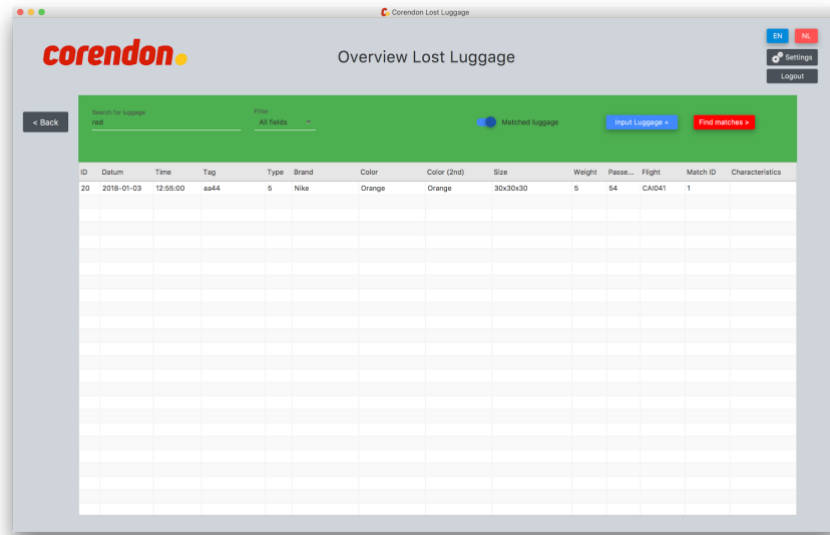 Corendon Lost Luggage
corendon.
Overview Lost Luggage
EN NL
Settings
Logout
< Back
Search for luggage
red
Filter
All fields
Matched luggage
Input Luggage +
Find matches >
ID Datum Time Tag Type Brand Color Color (2nd) Size Weight Passe... Flight Match ID Characteristics
20 2018-01-03 12:55:00 aa44 5 Nike Orange Orange 30x30x30 5 54 CAI041 1